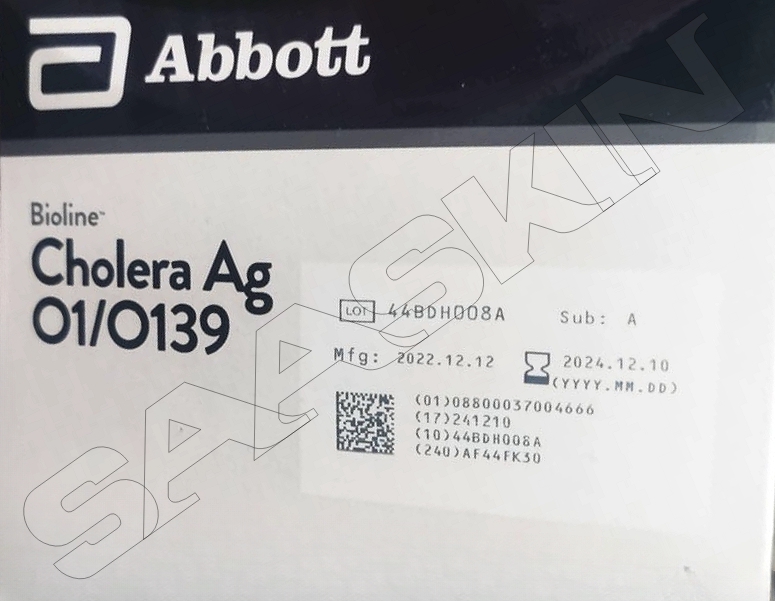 Abbott
Bioline™
Cholera Ag
O1/O139
LOT 44BDH008A Sub: A
Mfg: 2022.12.12 2024.12.10
(YYYY.MM.DD)
(01)08800037004666
(17)241210
(10)44BDH008A
(240)AF44FK30
SAASKIN